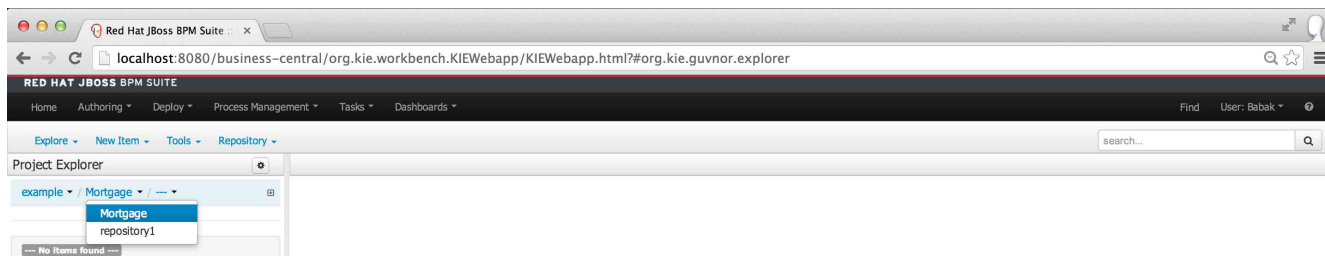 Red Hat JBoss BPM Suite ::
localhost:8080/business-central/org.kie.workbench.KIEWebapp/KIEWebapp.html?#org.kie.guvnor.explorer
RED HAT JBOSS BPM SUITE
Home Authoring Deploy Process Management Tasks Dashboards Find User: Babak ?
Explore New Item Tools Repository search...
Project Explorer
example / Mortgage / ---
Mortgage
repository1
--- No items found ---